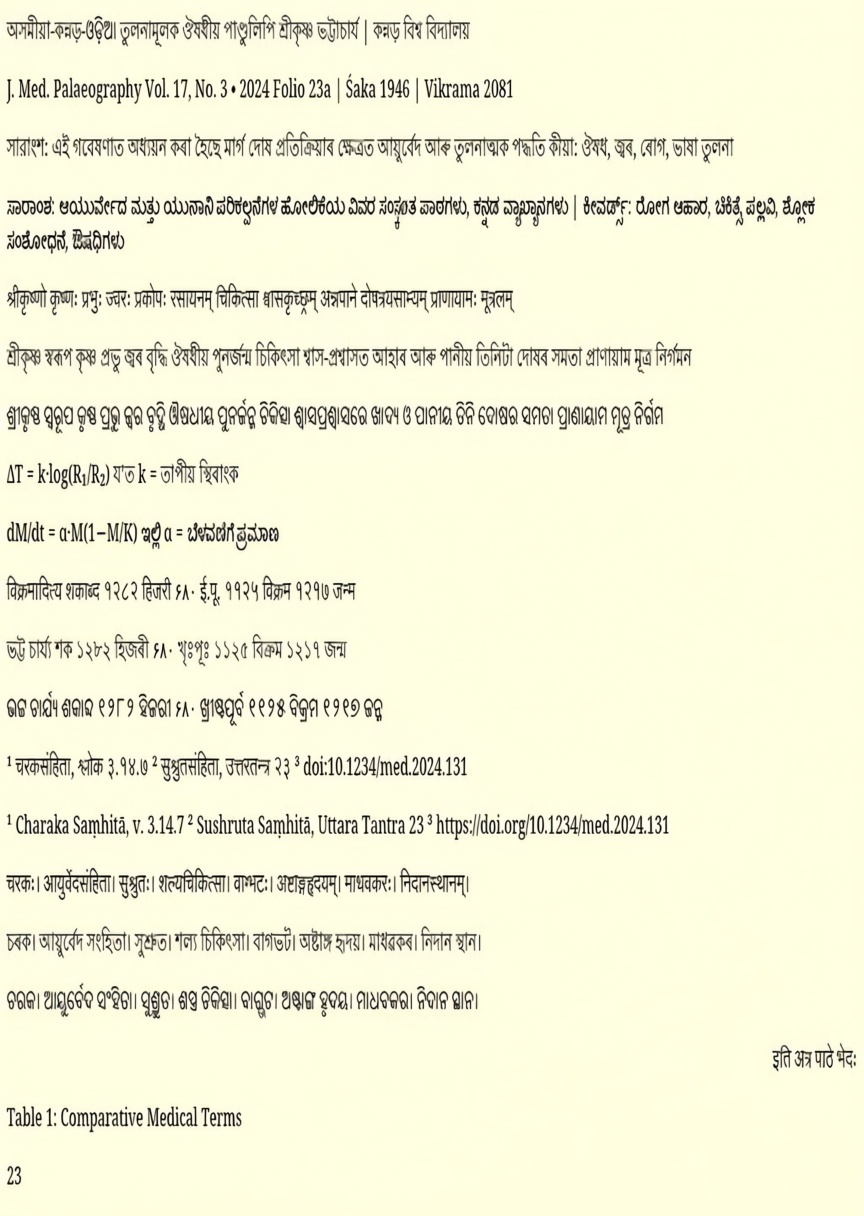 অসমীয়া-কন্নড়-ଓଡ଼ିଆ তুলনামূলক ঔষধীয় পাণ্ডুলিপি শ্রীকৃষ্ণ ভট্টাচাৰ্য | কন্নড় বিশ্ব বিদ্যালয়
J. Med. Palaeography Vol. 17, No. 3 • 2024 Folio 23a | Śaka 1946 | Vikrama 2081
সাৰাংশ: এই গবেষণাত অধ্যয়ন কৰা হৈছে মাৰ্গ দোষ প্ৰতিক্ৰিয়াৰ ক্ষেত্ৰত আয়ুৰ্বেদ আৰু তুলনাত্মক পদ্ধতি কীয়া: ঔষধ, জ্বৰ, ৰোগ, ভাষা তুলনা
ಸಾರಾಂಶ: ಆಯುರ್ವೇದ ಮತ್ತು ಯುನಾನಿ ಪರಿಕಲ್ಪನೆಗಳ ಹೋಲಿಕೆಯ ವಿವರ ಸಂಸ್ಕೃತ ಪಾಠಗಳು, ಕನ್ನಡ ವ್ಯಾಖ್ಯಾನಗಳು | ಕೀವರ್ಡ್ಸ್: ರೋಗ ಆಹಾರ, ಚಿಕಿತ್ಸೆ ಪಲ್ಲವಿ, ಶ್ಲೋಕ
ಸಂಶೋಧನೆ, ಔಷಧಿಗಳು
श्रीकृष्णो कृष्णः प्रभुः ज्वरः प्रकोपः रसायनम् चिकित्सा श्वासकृच्छ्रम् अन्नपाने दोषत्रयसाम्यम् प्राणायामः मूत्रलम्
শ্ৰীকৃষ্ণ স্বৰূপ কৃষ্ণ প্ৰভু জ্বৰ বৃদ্ধি ঔষধীয় পুনৰ্জন্ম চিকিৎসা শ্বাস-প্ৰশ্বাসত আহাৰ আৰু পানীয় তিনিটা দোষৰ সমতা প্ৰাণায়াম মূত্ৰ নিৰ্গমন
ଶ୍ରୀକୃଷ୍ଣ ସ୍ୱରୂପ କୃଷ୍ଣ ପ୍ରଭୁ ଜ୍ୱର ବୃଦ୍ଧି ଔଷଧୀୟ ପୁନର୍ଜନ୍ମ ଚିକିତ୍ସା ଶ୍ୱାସପ୍ରଶ୍ୱାସରେ ଖାଦ୍ୟ ଓ ପାନୀୟ ତିନି ଦୋଷର ସମତା ପ୍ରାଣାୟାମ ମୂତ୍ର ନିର୍ଗମ
ΔT = k·log(R₁/R₂) য'ত k = তাপীয় স্থিৰাংক
dM/dt = α·M(1−M/K) ಇಲ್ಲಿ α = ಬೆಳವಣಿಗೆ ಪ್ರಮಾಣ
विक्रमादित्य शकाब्द १२८२ हिजरी ۶۸۰ ई.पू. ११२५ विक्रम १२१७ जन्म
ভট্ট চাৰ্য্য শক ১২৮২ হিজৰী ۶۸۰ খৃঃপূঃ ১১২৫ বিক্ৰম ১২১৭ জন্ম
ଭଟ୍ଟ ଚାର୍ଯ୍ୟ ଶକାବ୍ଦ ୧୨୮୨ ହିଜରୀ ۶۸۰ ଖ୍ରୀଷ୍ଟପୂର୍ବ ୧୧୨୫ ବିକ୍ରମ ୧୨୧୭ ଜନ୍ମ
¹ चरकसंहिता, श्लोक ३.१४.७ ² सुश्रुतसंहिता, उत्तरतन्त्र २३ ³ doi:10.1234/med.2024.131
¹ Charaka Saṃhitā, v. 3.14.7 ² Sushruta Saṃhitā, Uttara Tantra 23 ³ https://doi.org/10.1234/med.2024.131
चरकः। आयुर्वेदसंहिता। सुश्रुतः। शल्यचिकित्सा। वाग्भटः। अष्टाङ्गहृदयम्। माधवकरः। निदानस्थानम्।
চৰক। আয়ুৰ্বেদ সংহিতা। সুশ্ৰুত। শল্য চিকিৎসা। বাগভট। অষ্টাঙ্গ হৃদয়। মাধৱকৰ। নিদান স্থান।
ଚରକ। ଆୟୁର୍ବେଦ ସଂହିତା। ସୁଶ୍ରୁତ। ଶସ୍ତ୍ର ଚିକିତ୍ସା। ବାଗ୍ଭଟ। ଅଷ୍ଟାଙ୍ଗ ହୃଦୟ। ମାଧବକର। ନିଦାନ ସ୍ଥାନ।
इति अत्र पाठे भेदः
Table 1: Comparative Medical Terms
23